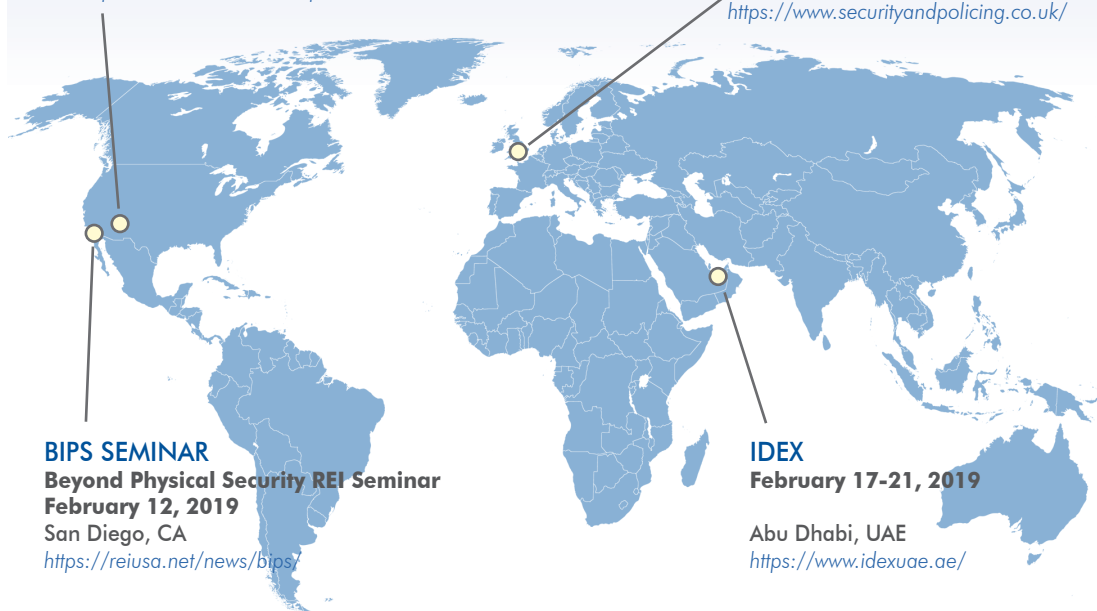 https://www.securityandpolicing.co.uk/
BIPS SEMINAR
Beyond Physical Security REI Seminar
February 12, 2019
San Diego, CA
https://reiusa.net/news/bips/
IDEX
February 17-21, 2019
Abu Dhabi, UAE
https://www.idexuae.ae/